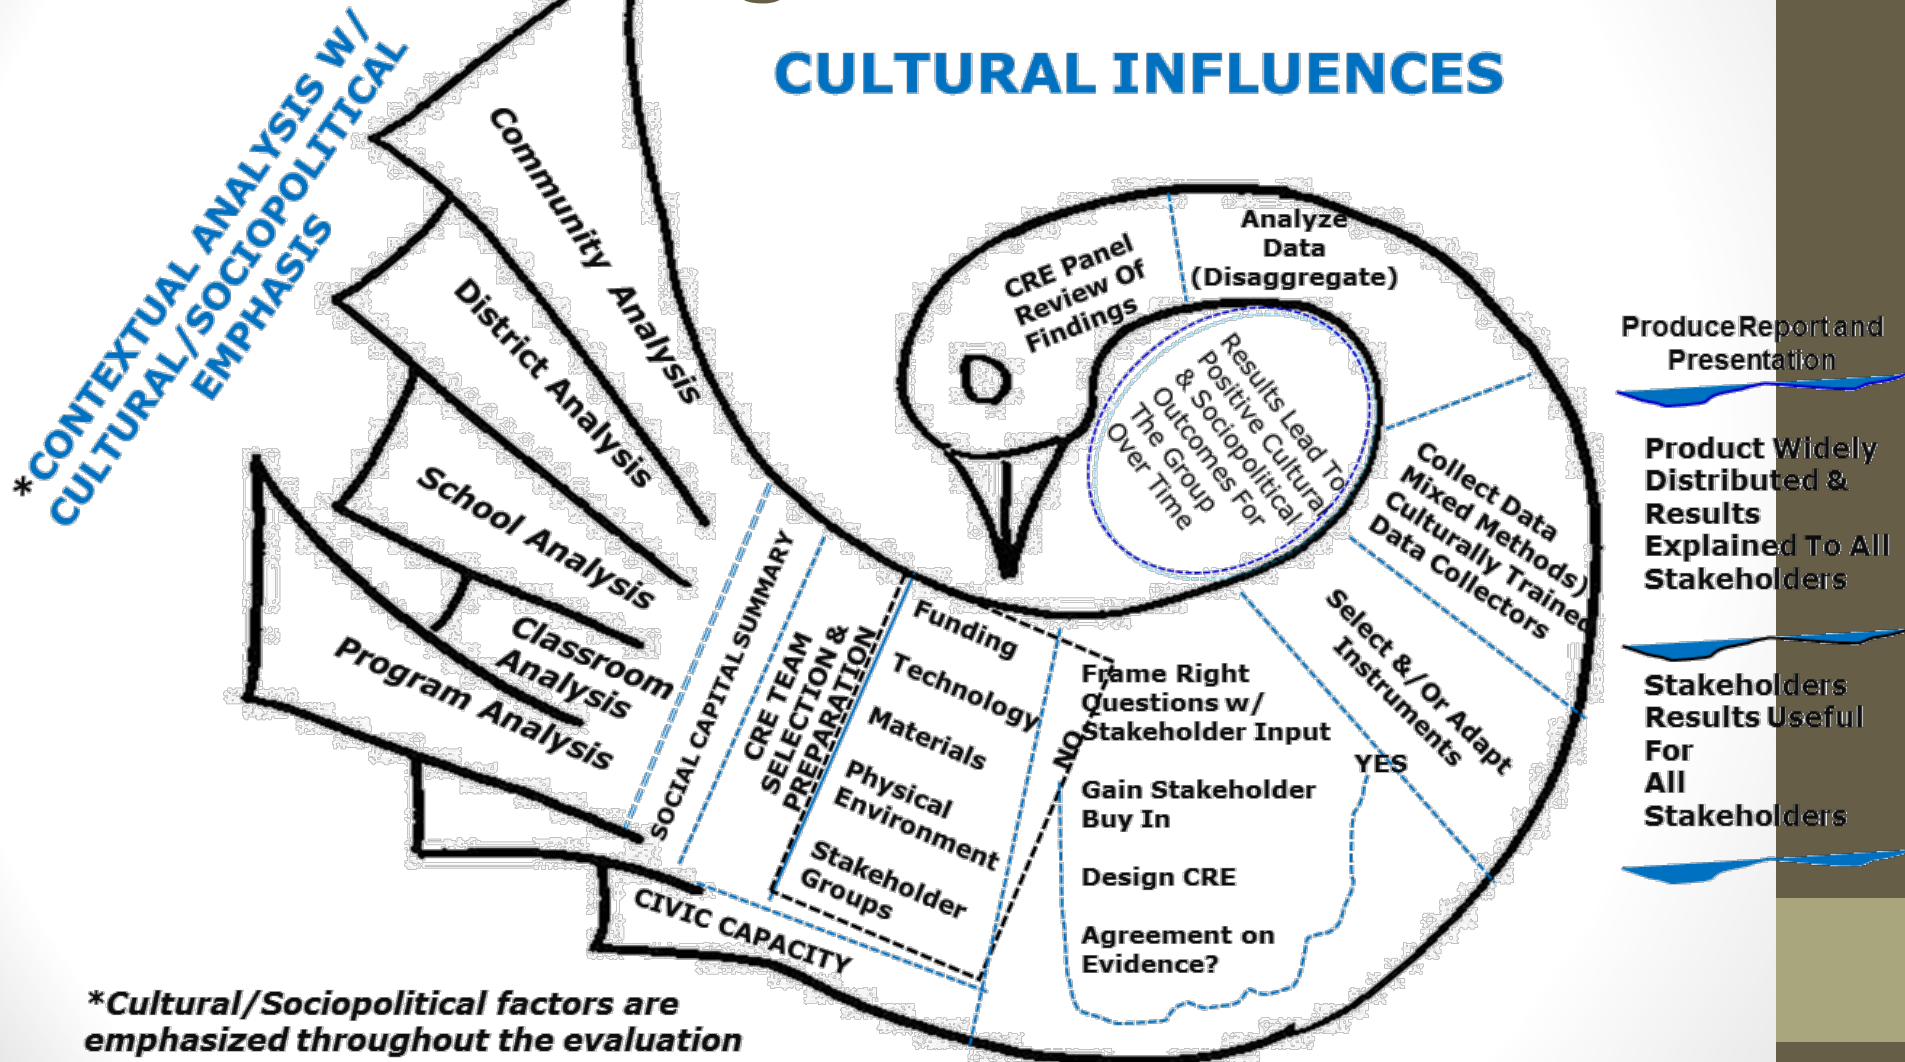 CULTURAL INFLUENCES
*CONTEXTUAL ANALYSIS W/
CULTURAL/SOCIOPOLITICAL
EMPHASIS
Community Analysis
District Analysis
School Analysis
Classroom
Analysis
Program Analysis
SOCIAL CAPITAL SUMMARY
CRE TEAM
SELECTION &
PREPARATION
CIVIC CAPACITY
Funding
Technology
Materials
Physical
Environment
Stakeholder
Groups
NO
Frame Right
Questions w/
Stakeholder Input
Gain Stakeholder
Buy In
Design CRE
Agreement on
Evidence?
YES
Select &/Or Adapt
Instruments
Collect Data
Mixed Methods)
Culturally Trained
Data Collectors
Analyze
Data
(Disaggregate)
CRE Panel
Review Of
Findings
Results Lead To
Positive Cultural
& Sociopolitical
Outcomes For
The Group
Over Time
Produce Report and
Presentation
Product Widely
Distributed &
Results
Explained To All
Stakeholders
Stakeholders
Results Useful
For
All
Stakeholders
*Cultural/Sociopolitical factors are
emphasized throughout the evaluation